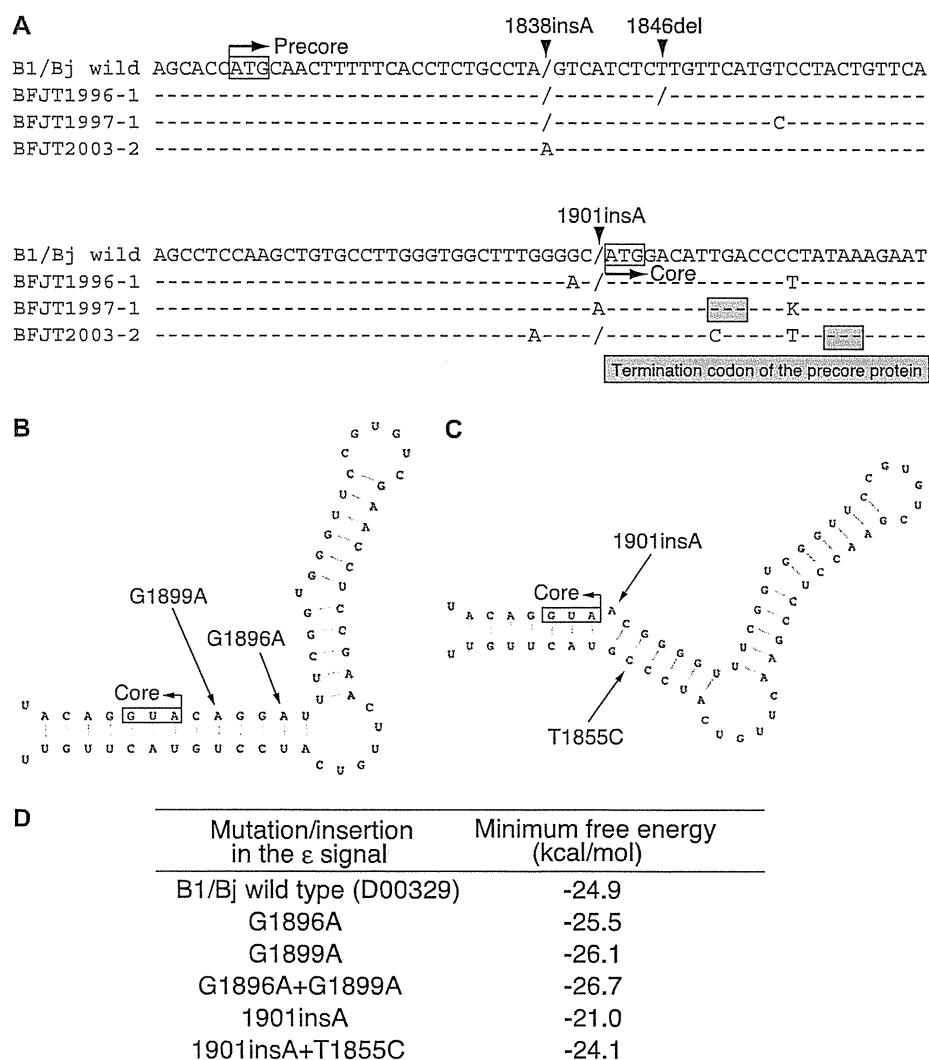 A
1838insA 1846del
Precore
B1/Bj wild AGCACCATGCAACTTTTTCACCTCTGCCTA/GTCATCTCTTGTTCATGTCCTACTGTTCA
BFJT1996-1 ------------------------------/--------/--------------------
BFJT1997-1 ------------------------------/-----------------C-----------
BFJT2003-2 ------------------------------A-----------------------------
1901insA
B1/Bj wild AGCCTCCAAGCTGTGCCTTGGGTGGCTTTGGGGC/ATGGACATTGACCCCTATAAAGAAT
Core
BFJT1996-1 --------------------------------A-/--------------T----------
BFJT1997-1 ----------------------------------A--------------K----------
BFJT2003-2 -----------------------------A----/--------C-----T----------
Termination codon of the precore protein
B
G1899A
G1896A
Core
U A C A G G U A C A G G A U
U U G U U C A U G U C C U A
C U G U U C A A G C C U C C A A G C U G U G C C U U G G G U G G C U U
C
1901insA
Core
U A C A G G U A A C G G G G U
U U G U U C A U G C C C U A
C U G U U C A A G C C U C C A A G C U G U G C C U U G G G U G G C U U
T1855C
D
Mutation/insertion in the ε signal Minimum free energy (kcal/mol)
B1/Bj wild type (D00329) -24.9
G1896A -25.5
G1899A -26.1
G1896A+G1899A -26.7
1901insA -21.0
1901insA+T1855C -24.1